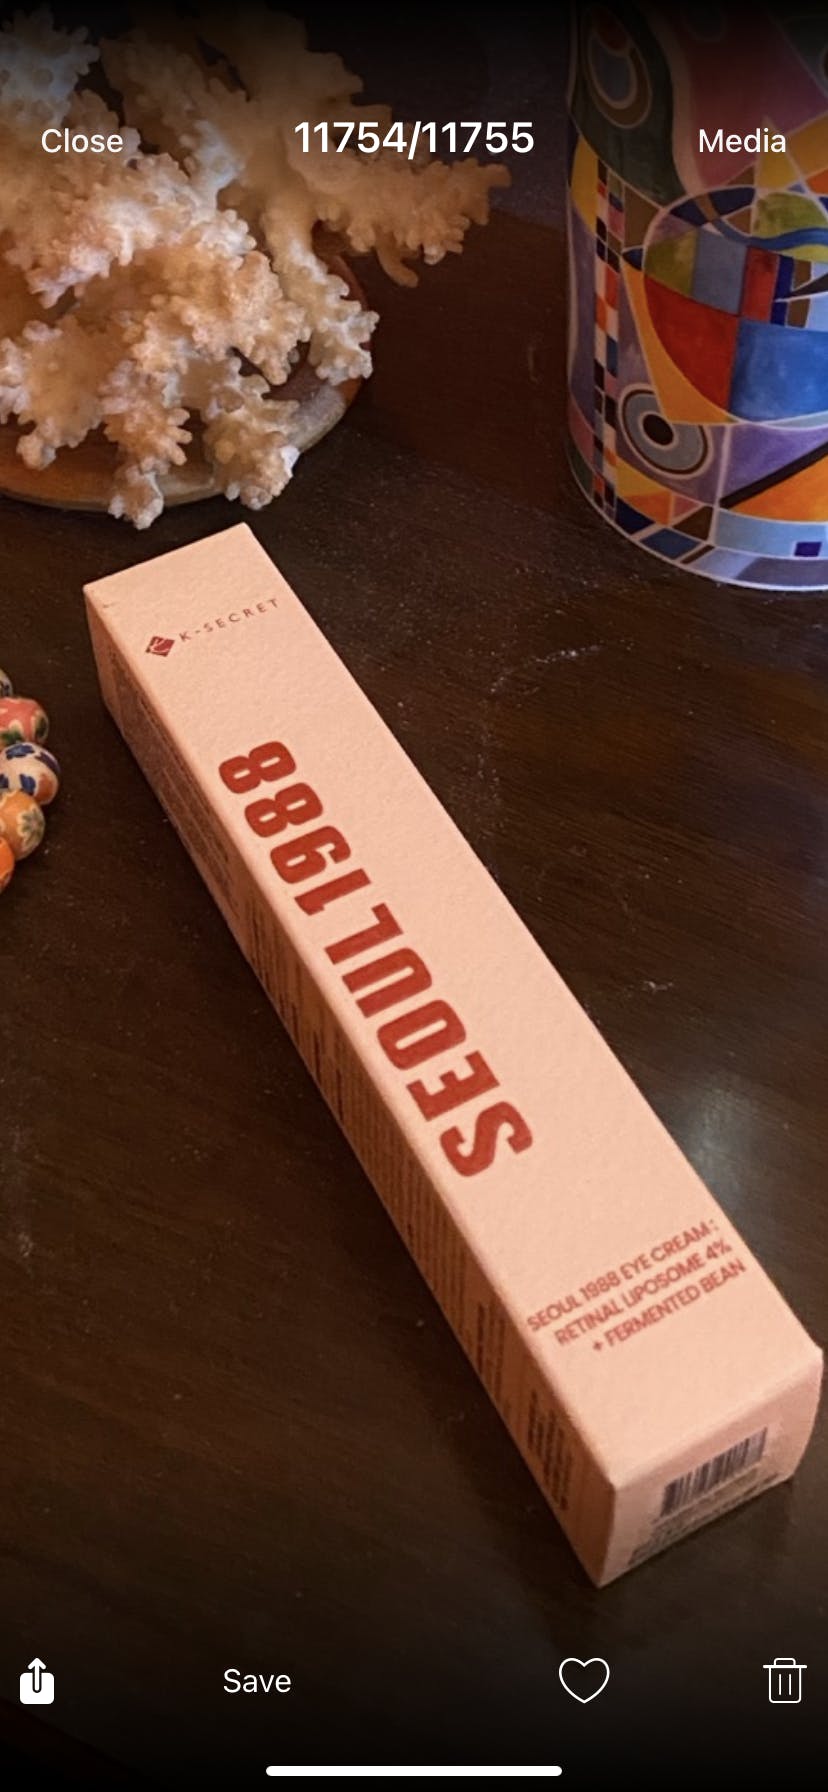 Close
11754/11755
Media
K-SECRET
SEOUL 1988
SEOUL 1988 EYE CREAM :
RETINAL LIPOSOME 4%
+ FERMENTED BEAN
Save